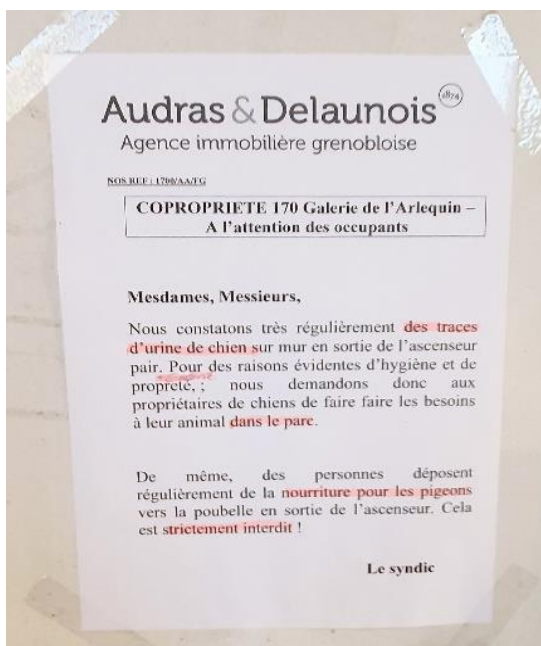 Audras & Delaunois 1874
Agence immobilière grenobloise
NOS REF : 1700/AA/FG
COPROPRIETE 170 Galerie de l'Arlequin –
A l'attention des occupants
Mesdames, Messieurs,
Nous constatons très régulièrement des traces
d'urine de chien sur mur en sortie de l'ascenseur
pair. Pour des raisons évidentes d'hygiène et de
propreté, ; nous demandons donc aux
propriétaires de chiens de faire faire les besoins
à leur animal dans le parc.
De même, des personnes déposent
régulièrement de la nourriture pour les pigeons
vers la poubelle en sortie de l'ascenseur. Cela
est strictement interdit !
Le syndic